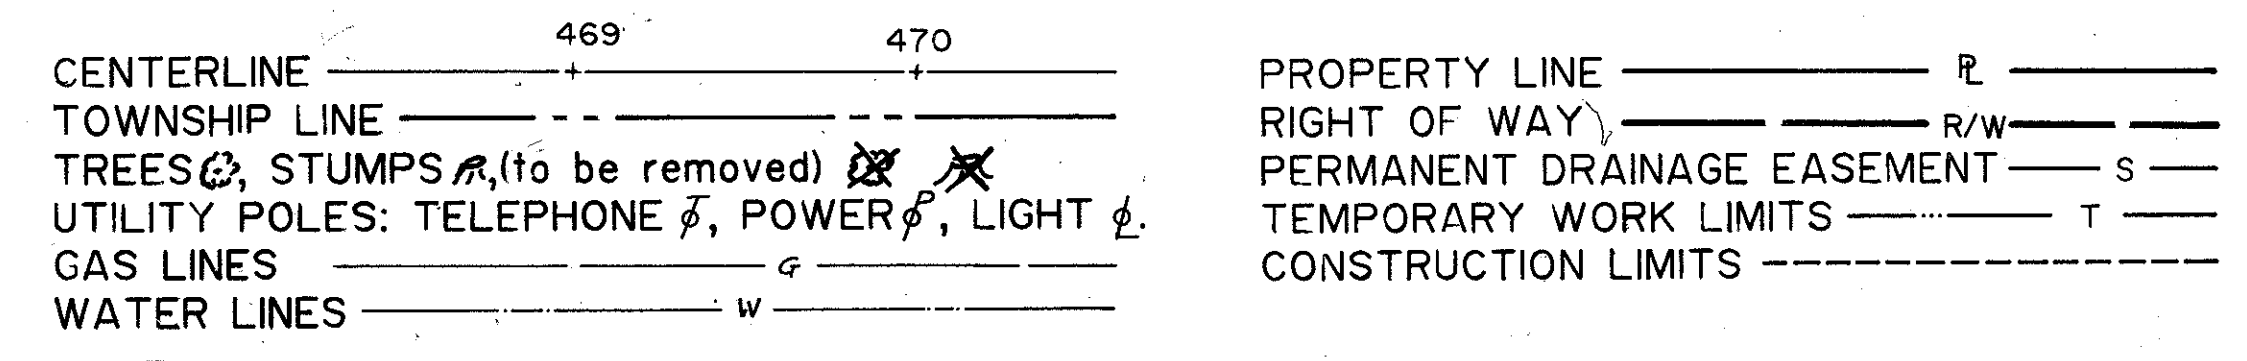 469 470
CENTERLINE
TOWNSHIP LINE
TREES, STUMPS, (to be removed)
UTILITY POLES: TELEPHONE T, POWER P, LIGHT L.
GAS LINES G
WATER LINES W
PROPERTY LINE PL
RIGHT OF WAY R/W
PERMANENT DRAINAGE EASEMENT S
TEMPORARY WORK LIMITS T
CONSTRUCTION LIMITS